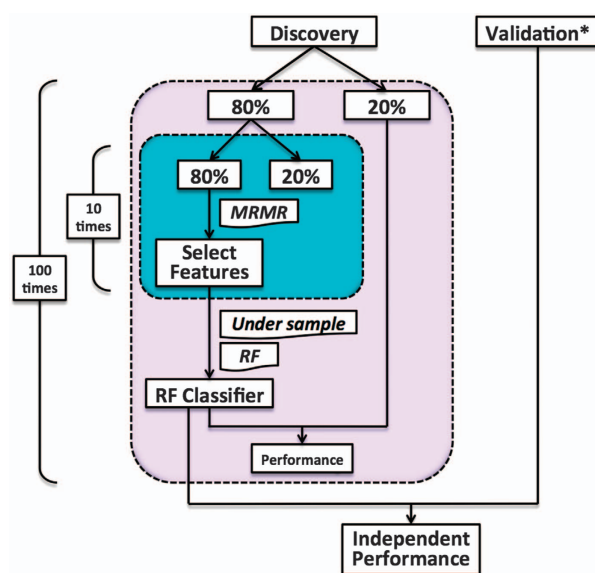 Discovery
Validation*
80%
20%
80%
20%
MRMR
10
times
Select
Features
100
times
Under sample
RF
RF Classifier
Performance
Independent
Performance